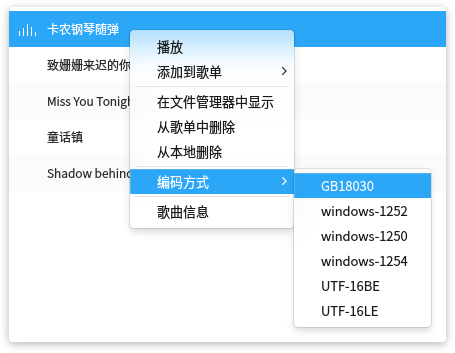 卡农钢琴随弹
致姗姗来迟的你
Miss You Tonigh
童话镇
Shadow behind
播放
添加到歌单
在文件管理器中显示
从歌单中删除
从本地删除
编码方式
歌曲信息
GB18030
windows-1252
windows-1250
windows-1254
UTF-16BE
UTF-16LE